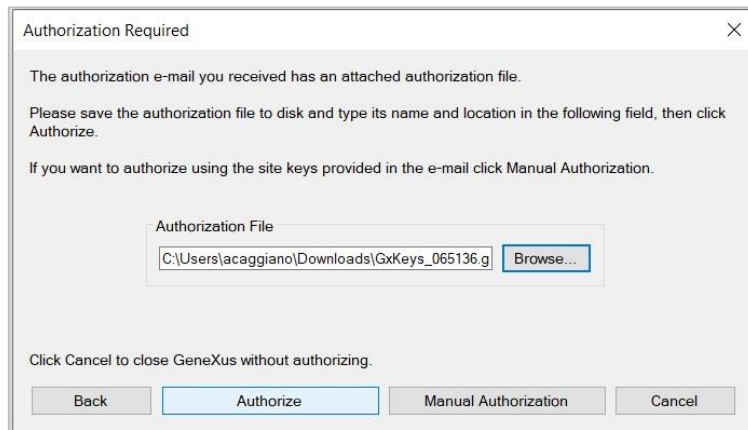 Authorization Required
The authorization e-mail you received has an attached authorization file.
Please save the authorization file to disk and type its name and location in the following field, then click
Authorize.
If you want to authorize using the site keys provided in the e-mail click Manual Authorization.
Authorization File
C:\Users\acaggiano\Downloads\GxKeys_065136.g Browse...
Click Cancel to close GeneXus without authorizing.
Back Authorize Manual Authorization Cancel